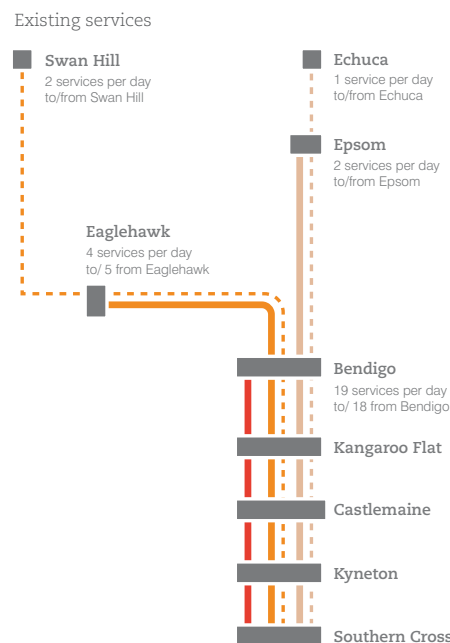 Existing services
Swan Hill
2 services per day
to/from Swan Hill
Echuca
1 service per day
to/from Echuca
Epsom
2 services per day
to/from Epsom
Eaglehawk
4 services per day
to/ 5 from Eaglehawk
Bendigo
19 services per day
to/ 18 from Bendigo
Kangaroo Flat
Castlemaine
Kyneton
Southern Cross